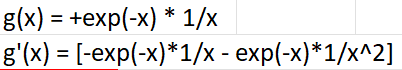 g(x) = +exp(-x) * 1/x
g'(x) = [-exp(-x)*1/x - exp(-x)*1/x^2]